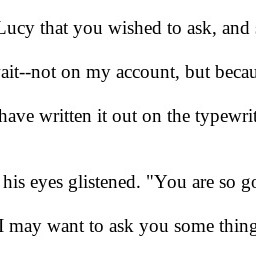 Lucy that you wished to ask, and
ait--not on my account, but becau
have written it out on the typewrit
his eyes glistened. "You are so go
I may want to ask you some thing